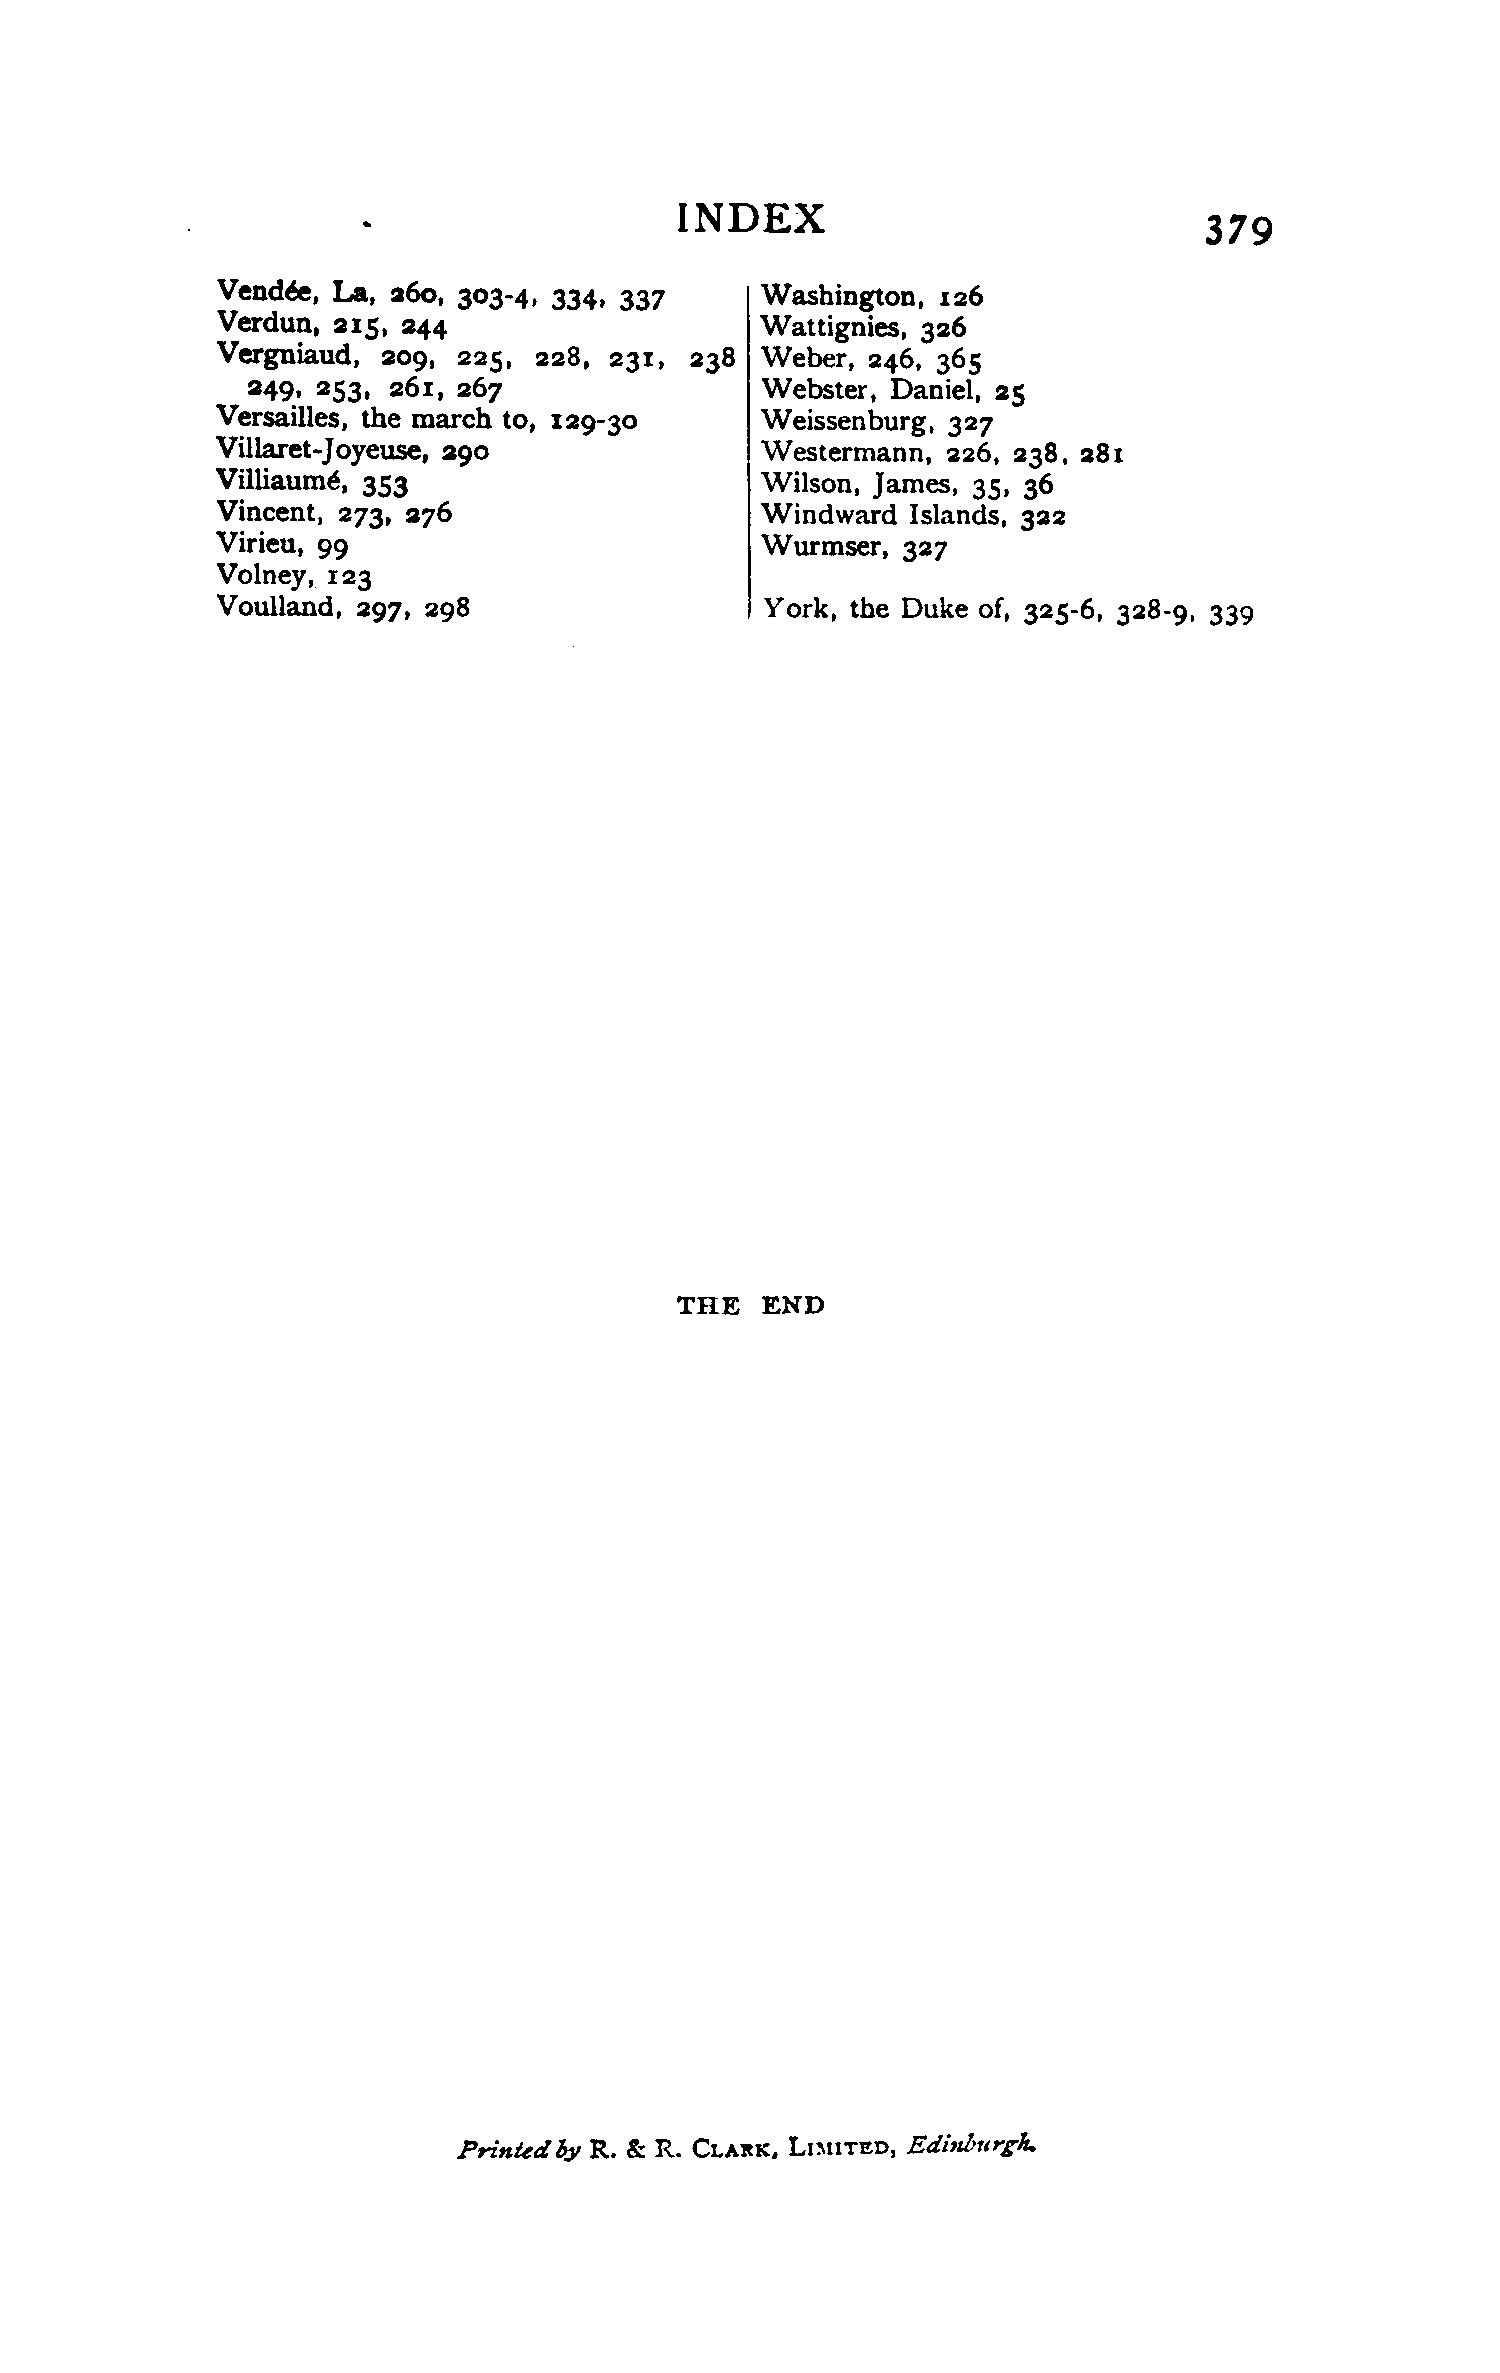 INDEX
379
Vendée, La, 260, 303-4, 334, 337
Verdun, 215, 244
Vergniaud, 209, 225, 228, 231, 238
249, 253, 261, 267
Versailles, the march to, 129-30
Villaret-Joyeuse, 290
Villiaumé, 353
Vincent, 273, 276
Virieu, 99
Volney, 123
Voulland, 297, 298
Washington, 126
Wattignies, 326
Weber, 246, 365
Webster, Daniel, 25
Weissenburg, 327
Westermann, 226, 238, 281
Wilson, James, 35, 36
Windward Islands, 322
Wurmser, 327
York, the Duke of, 325-6, 328-9, 339
THE END
Printed by R. & R. CLARK, LIMITED, Edinburgh.